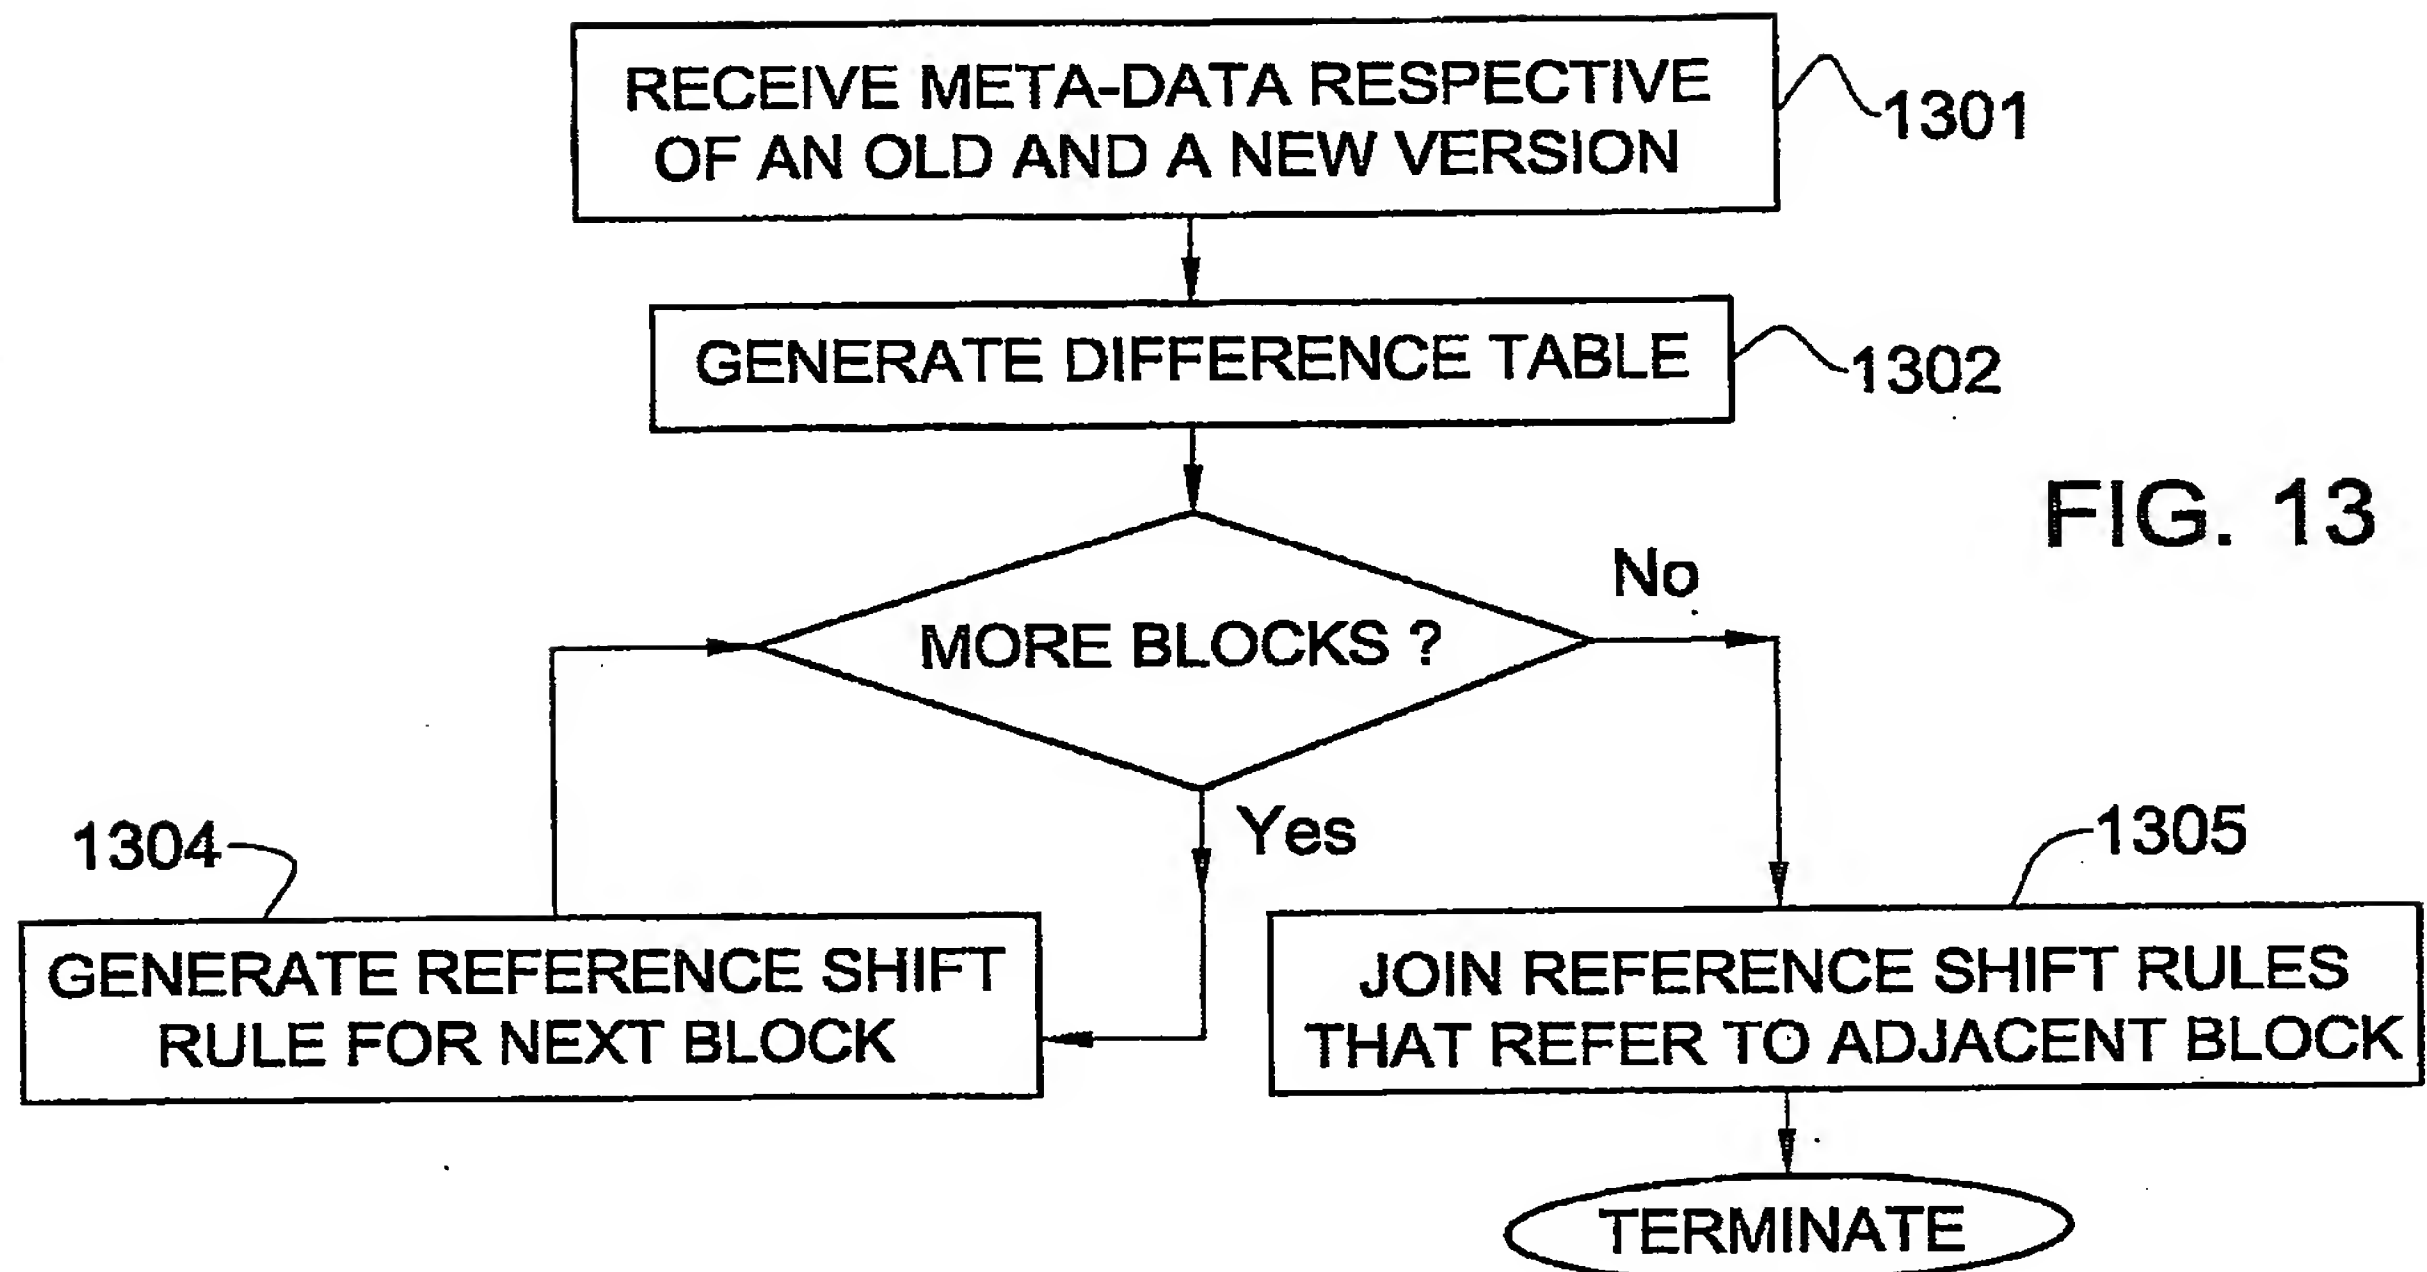 RECEIVE META-DATA RESPECTIVE
OF AN OLD AND A NEW VERSION
1301
GENERATE DIFFERENCE TABLE
1302
FIG. 13
MORE BLOCKS ?
No
Yes
1304
GENERATE REFERENCE SHIFT
RULE FOR NEXT BLOCK
1305
JOIN REFERENCE SHIFT RULES
THAT REFER TO ADJACENT BLOCK
TERMINATE